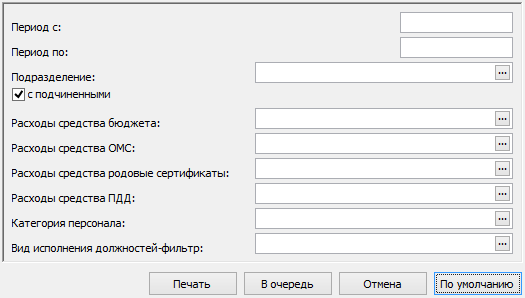 Период с:
Период по:
Подразделение:
...
с подчиненными
Расходы средства бюджета:
...
Расходы средства ОМС:
...
Расходы средства родовые сертификаты:
...
Расходы средства ПДД:
...
Категория персонала:
...
Вид исполнения должностей-фильтр:
...
Печать В очередь Отмена По умолчанию